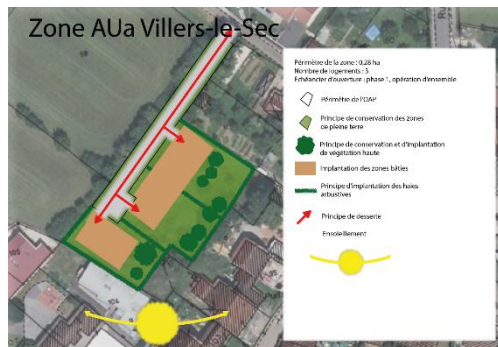 Zone AUa Villers-le-Sec
Périmètre de la zone : 0,28 ha
Nombre de logements : 3
Échéancier d'ouverture : phase 1, opération d'ensemble
Périmètre de l'OAP
Principe de conservation des zones
de pleine terre
Principe de conservation et d'implantation
de végétation haute
Implantation des zones bâties
Principe d'implantation des haies
arbustives
Principe de desserte
Ensoleillement